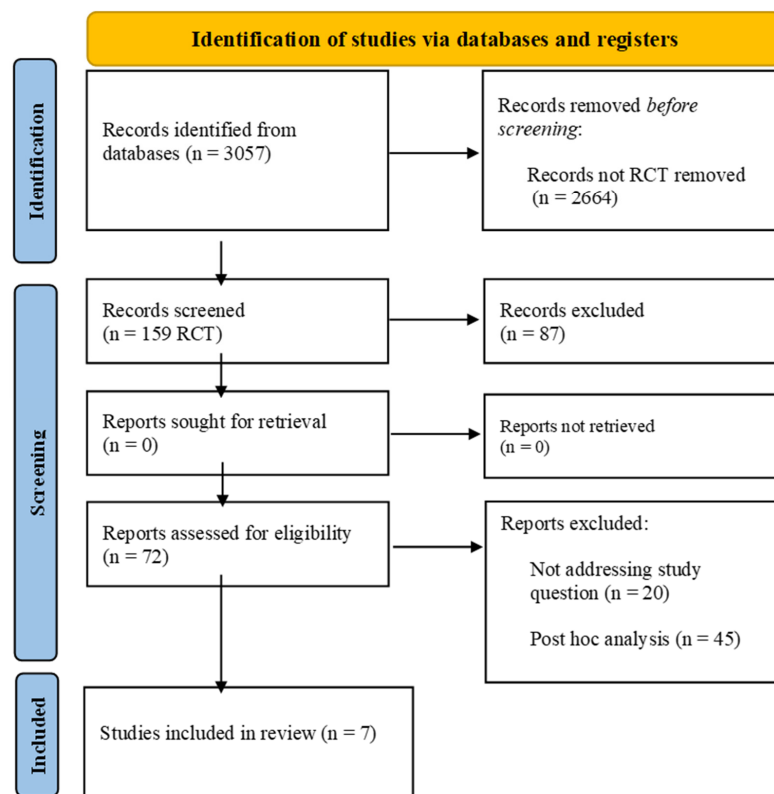 Identification of studies via databases and registers
Identification
Records identified from
databases (n = 3057)
Records removed before
screening:
Records not RCT removed
(n = 2664)
Screening
Records screened
(n = 159 RCT)
Records excluded
(n = 87)
Reports sought for retrieval
(n = 0)
Reports not retrieved
(n = 0)
Reports assessed for eligibility
(n = 72)
Reports excluded:
Not addressing study
question (n = 20)
Post hoc analysis (n = 45)
Included
Studies included in review (n = 7)